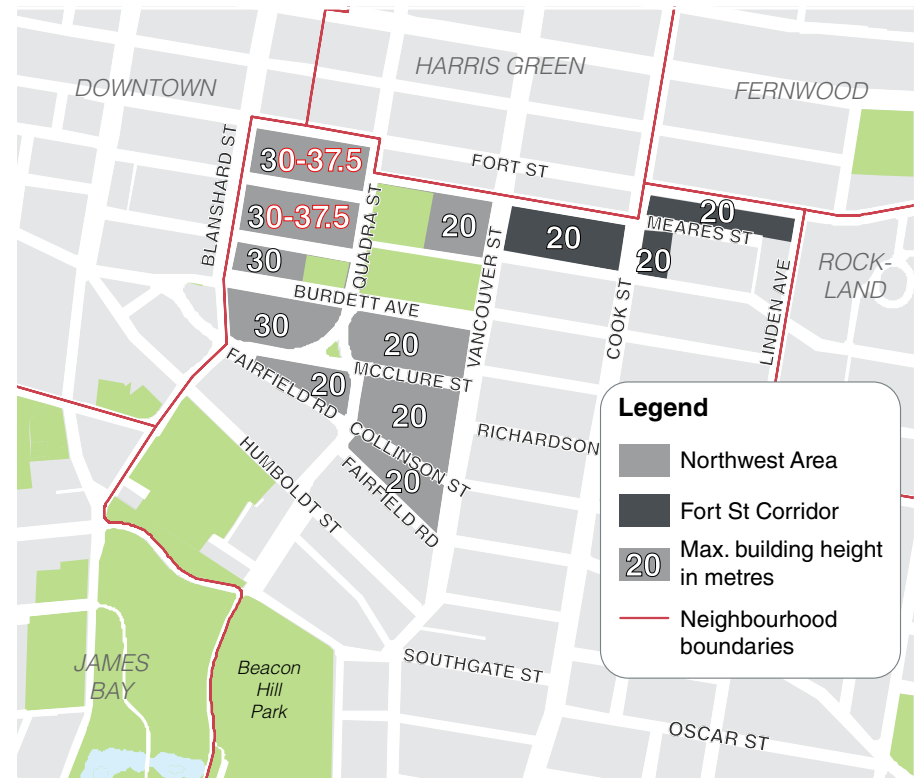 HARRIS GREEN
DOWNTOWN
FERNWOOD
BLANSHARD ST
30-37.5
FORT ST
30-37.5
QUADRA ST
20
VANCOUVER ST
20
20
MEARES ST
20
30
COOK ST
LINDEN AVE
ROCK-
LAND
BURDETT AVE
30
20
MCCLURE ST
FAIRFIELD RD
20
20
COLLINSON ST
20
FAIRFIELD RD
HUMBOLDT ST
RICHARDSON
Legend
Northwest Area
Fort St Corridor
20
Max. building height
in metres
Neighbourhood
boundaries
JAMES
BAY
Beacon
Hill
Park
SOUTHGATE ST
OSCAR ST